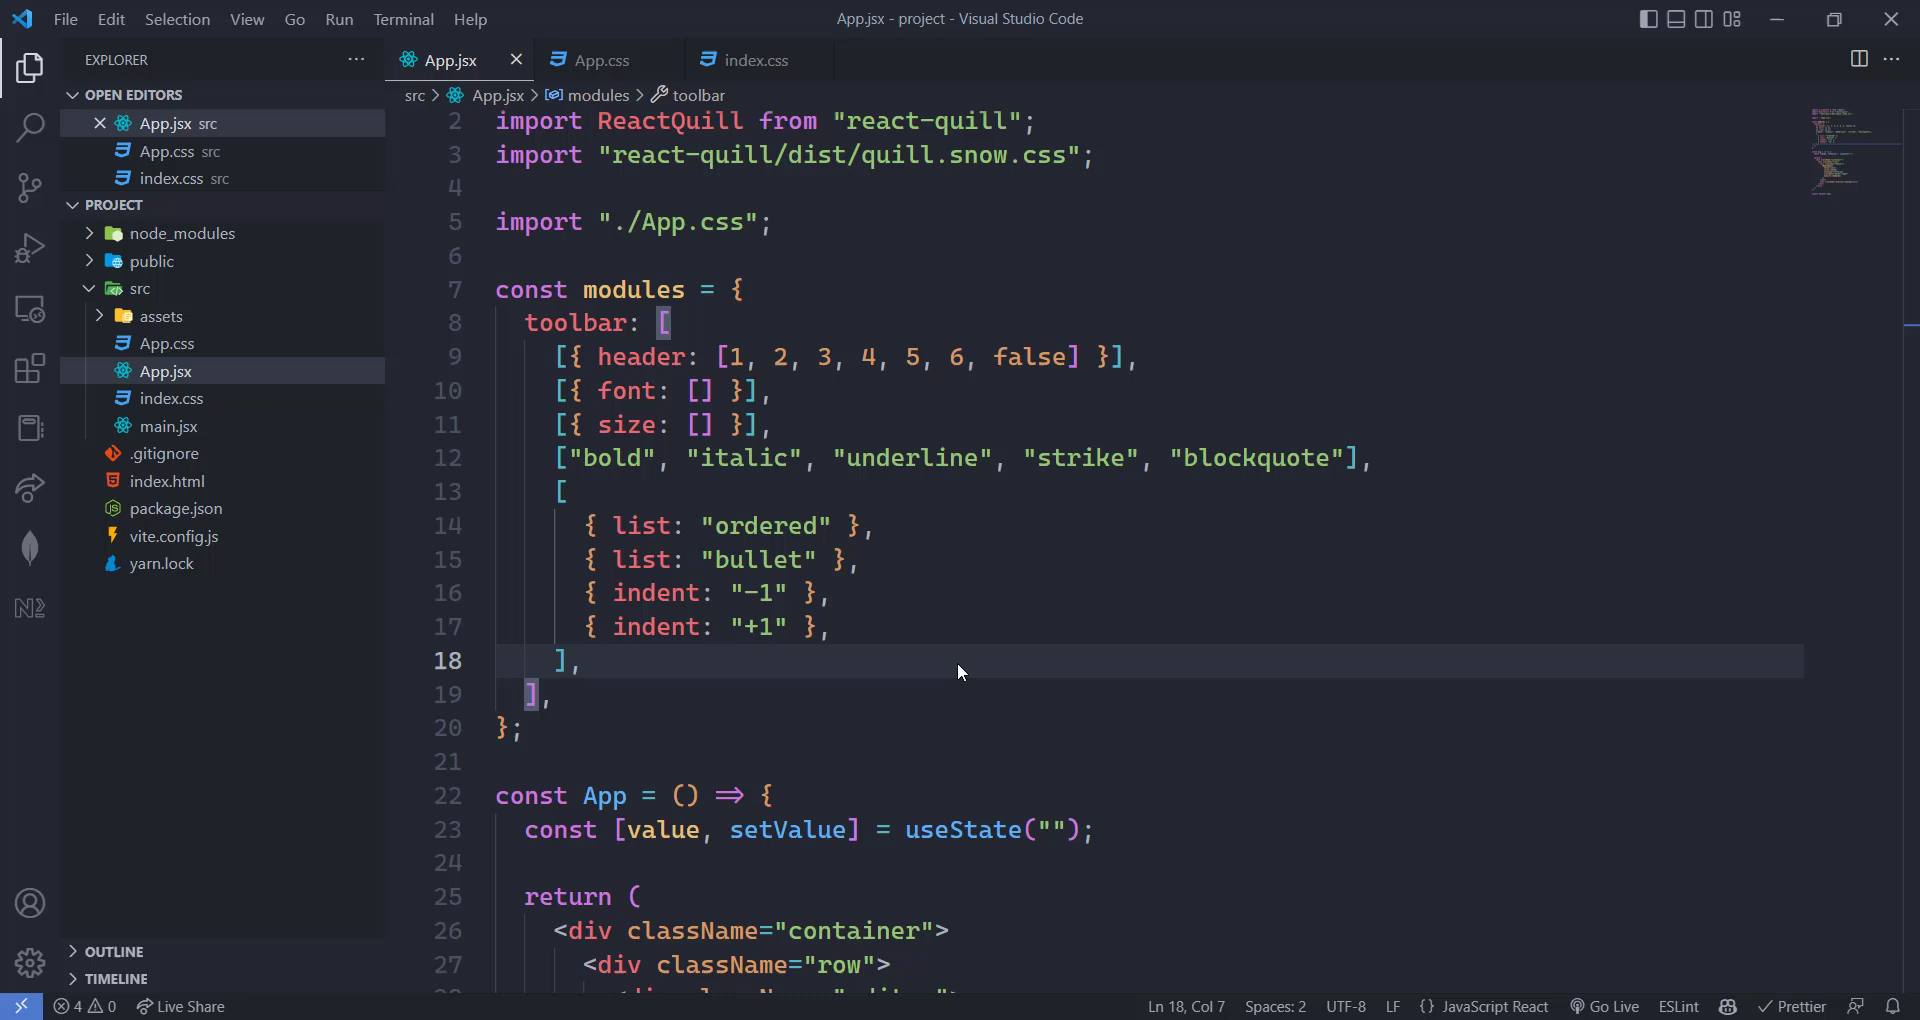 File Edit Selection View Go Run Terminal Help
App.jsx - project - Visual Studio Code
EXPLORER
OPEN EDITORS
App.jsx src
App.css src
index.css src
PROJECT
node_modules
public
src
assets
App.css
App.jsx
index.css
main.jsx
.gitignore
index.html
package.json
vite.config.js
yarn.lock
OUTLINE
TIMELINE
App.jsx App.css index.css
src > App.jsx > modules > toolbar
2 import ReactQuill from "react-quill";
3 import "react-quill/dist/quill.snow.css";
4
5 import "./App.css";
6
7 const modules = {
8 toolbar: [
9 [{ header: [1, 2, 3, 4, 5, 6, false] }],
10 [{ font: [] }],
11 [{ size: [] }],
12 ["bold", "italic", "underline", "strike", "blockquote"],
13 [
14 { list: "ordered" },
15 { list: "bullet" },
16 { indent: "-1" },
17 { indent: "+1" },
18 ],
19 ],
20 };
21
22 const App = () => {
23 const [value, setValue] = useState("");
24
25 return (
26 <div className="container">
27 <div className="row">
4 0 Live Share
Ln 18, Col 7 Spaces: 2 UTF-8 LF {} JavaScript React Go Live ESLint Prettier